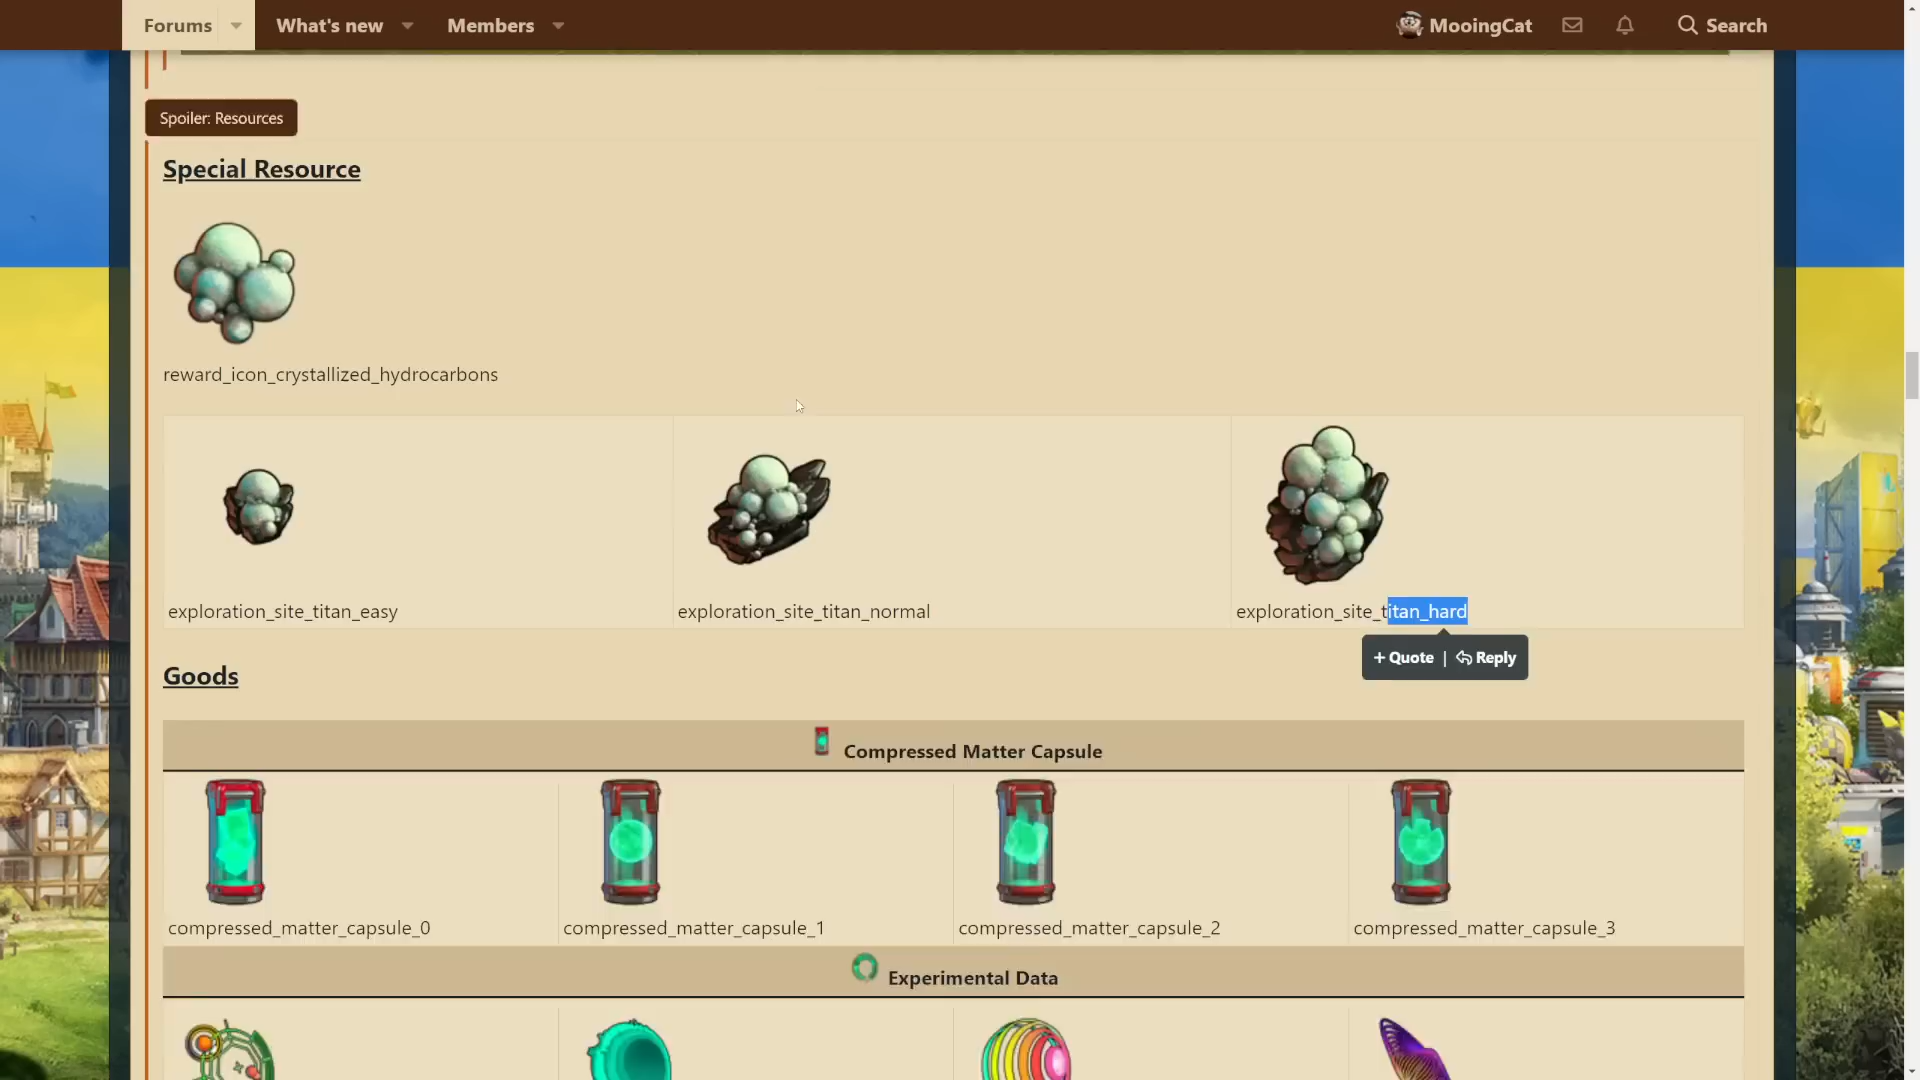 Forums
What's new
Members
MooingCat
Search
Spoiler: Resources
Special Resource
reward_icon_crystallized_hydrocarbons
exploration_site_titan_easy
exploration_site_titan_normal
exploration_site_titan_hard
+ Quote | Reply
Goods
Compressed Matter Capsule
compressed_matter_capsule_0
compressed_matter_capsule_1
compressed_matter_capsule_2
compressed_matter_capsule_3
Experimental Data